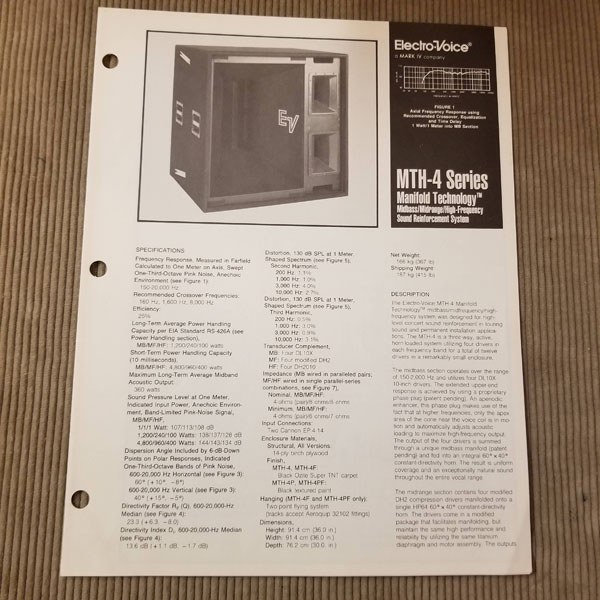 Electro-Voice®
a MARK IV company
FIGURE 1
Axial Frequency Response using
Recommended Crossover, Equalization
and Time Delay
1 Watt/1 Meter into MB Section
EV
MTH-4 Series
Manifold Technology™
Midbass/Midrange/High-Frequency
Sound Reinforcement System
SPECIFICATIONS
Frequency Response, Measured in Farfield
Calculated to One Meter on Axis, Swept
One-Third-Octave Pink Noise, Anechoic
Environment (see Figure 1):
150-20,000 Hz
Recommended Crossover Frequencies:
160 Hz, 1,600 Hz, 8,000 Hz
Efficiency:
25%
Long-Term Average Power Handling
Capacity per EIA Standard RS-426A (see
Power Handling section),
MB/MF/HF: 1,200/240/100 watts
Short-Term Power Handling Capacity
(10 milliseconds),
MB/MF/HF: 4,800/960/400 watts
Maximum Long-Term Average Midband
Acoustic Output:
360 watts
Sound Pressure Level at One Meter,
Indicated Input Power, Anechoic Environ-
ment, Band-Limited Pink-Noise Signal,
MB/MF/HF:
1/1/1 Watt: 107/113/108 dB
1,200/240/100 Watts: 138/137/128 dB
4,800/960/400 Watts: 144/143/134 dB
Dispersion Angle Included by 6-dB-Down
Points on Polar Responses, Indicated
One-Third-Octave Bands of Pink Noise,
600-20,000 Hz Horizontal (see Figure 3):
60° (+10°, -8°)
600-20,000 Hz Vertical (see Figure 3):
40° (+15°, -5°)
Directivity Factor (Q), 600-20,000-Hz
Median (see Figure 4):
23.3 (+6.3, -8.0)
Directivity Index 600-20,000-Hz Median
(see Figure 4):
13.6 dB (+1.1 dB, -1.7 dB)
Distortion, 130 dB SPL at 1 Meter,
Shaped Spectrum (see Figure 5),
Second Harmonic,
200 Hz: 1.1%
1,000 Hz: 1.0%
3,000 Hz: 4.0%
10,000 Hz: 2.7%
Distortion, 130 dB SPL at 1 Meter,
Shaped Spectrum (see Figure 5),
Third Harmonic,
200 Hz: 0.5%
1,000 Hz: 3.0%
3,000 Hz: 0.9%
10,000 Hz: 3.1%
Transducer Complement,
MB: Four DL10X
MF: Four modified DH2
HF: Four DH2010
Impedance (MB wired in paralleled pairs;
MF/HF wired in single parallel-series
combinations, see Figure 7),
Nominal, MB/MF/HF:
4 ohms (pair)/8 ohms/8 ohms
Minimum, MB/MF/HF:
4 ohms (pair)/6 ohms/7 ohms
Input Connections:
Two Cannon EP-4-14
Enclosure Materials,
Structural, All Versions:
14-ply birch plywood
Finish,
MTH-4, MTH-4F:
Black Olefin Super TNT carpet
MTH-4P, MTH-4PF:
Black textured paint
Hanging (MTH-4F and MTH-4PF only):
Two-point flying system
(tracks accept Aeroquip 32102 fittings)
Dimensions,
Height: 91.4 cm (36.0 in.)
Width: 91.4 cm (36.0 in.)
Depth: 76.2 cm (30.0 in.)
Net Weight:
166 kg (367 lb)
Shipping Weight:
187 kg (413 lb)
DESCRIPTION
The Electro-Voice MTH-4 Manifold
Technology™ midbass/midfrequency/high-
frequency system was designed for high-
level concert sound reinforcement in touring
sound and permanent installation applica-
tions. The MTH-4 is a three-way, active,
horn-loaded system utilizing four drivers in
each frequency band for a total of twelve
drivers in a remarkably small enclosure.
The midbass section operates over the range
of 150-2,000 Hz and utilizes four DL10X
10-inch drivers. The extended upper end
response is achieved by using a proprietary
phase plug (patent pending). An acoustic
enhancer, the phase plug makes use of the
fact that at higher frequencies, only the apex
area of the cone near the voice coil is in mo-
tion and automatically adjusts acoustic
loading to maximize high-frequency output.
The output of the four drivers is summed
through a unique midbass manifold (patent
pending) and fed into an integral 60° x 40°
constant-directivity horn. The result is uniform
coverage and an exceptionally natural sound
throughout the entire vocal range.
The midrange section contains four modified
DH2 compression drivers manifolded onto a
single HP64 60° x 40° constant-directivity
horn. The drivers come in a modified
package that facilitates manifolding, but
maintain the same high performance and
reliability by utilizing the same titanium
diaphragm and motor assembly. The outputs